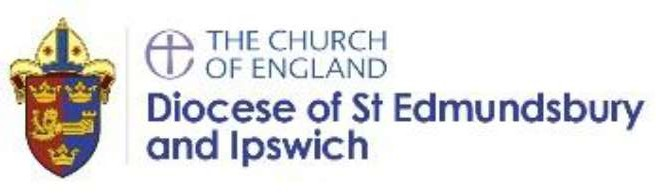 THE CHURCH
OF ENGLAND
Diocese of St Edmundsbury
and Ipswich